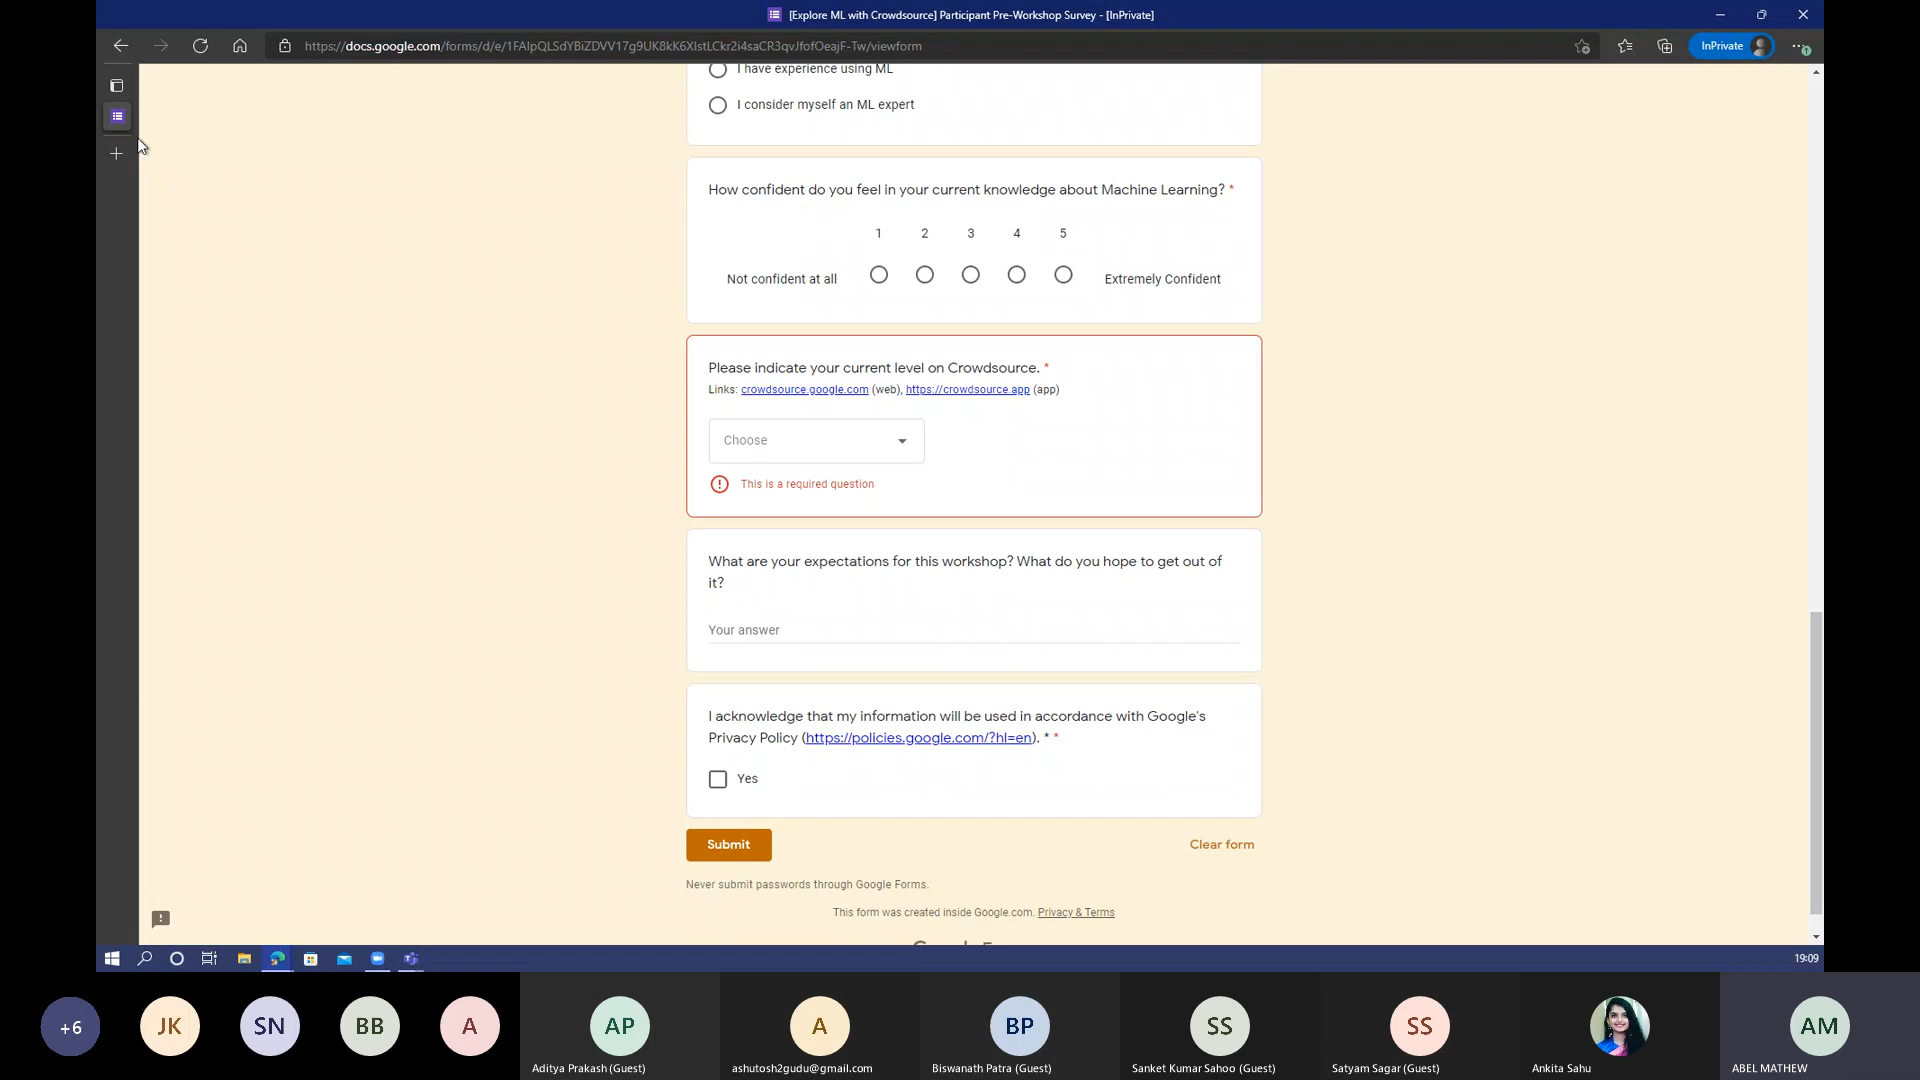 [Explore ML with Crowdsource] Participant Pre-Workshop Survey - [InPrivate]
https://docs.google.com/forms/d/e/1FAIpQLSdYBiZDVV17g9UK8kK6XIstLCkr2i4saCR3qvJfofOeajF-Tw/viewform
InPrivate
I have experience using ML
I consider myself an ML expert
How confident do you feel in your current knowledge about Machine Learning? *
1 2 3 4 5
Not confident at all Extremely Confident
Please indicate your current level on Crowdsource. *
Links: crowdsource.google.com (web), https://crowdsource.app (app)
Choose
This is a required question
What are your expectations for this workshop? What do you hope to get out of
it?
Your answer
I acknowledge that my information will be used in accordance with Google's
Privacy Policy (https://policies.google.com/?hl=en). * *
Yes
Submit Clear form
Never submit passwords through Google Forms.
This form was created inside Google.com. Privacy & Terms
19:09
+6 JK SN BB A AP A BP SS SS AM
Aditya Prakash (Guest) ashutosh2gudu@gmail.com Biswanath Patra (Guest) Sanket Kumar Sahoo (Guest) Satyam Sagar (Guest) Ankita Sahu ABEL MATHEW